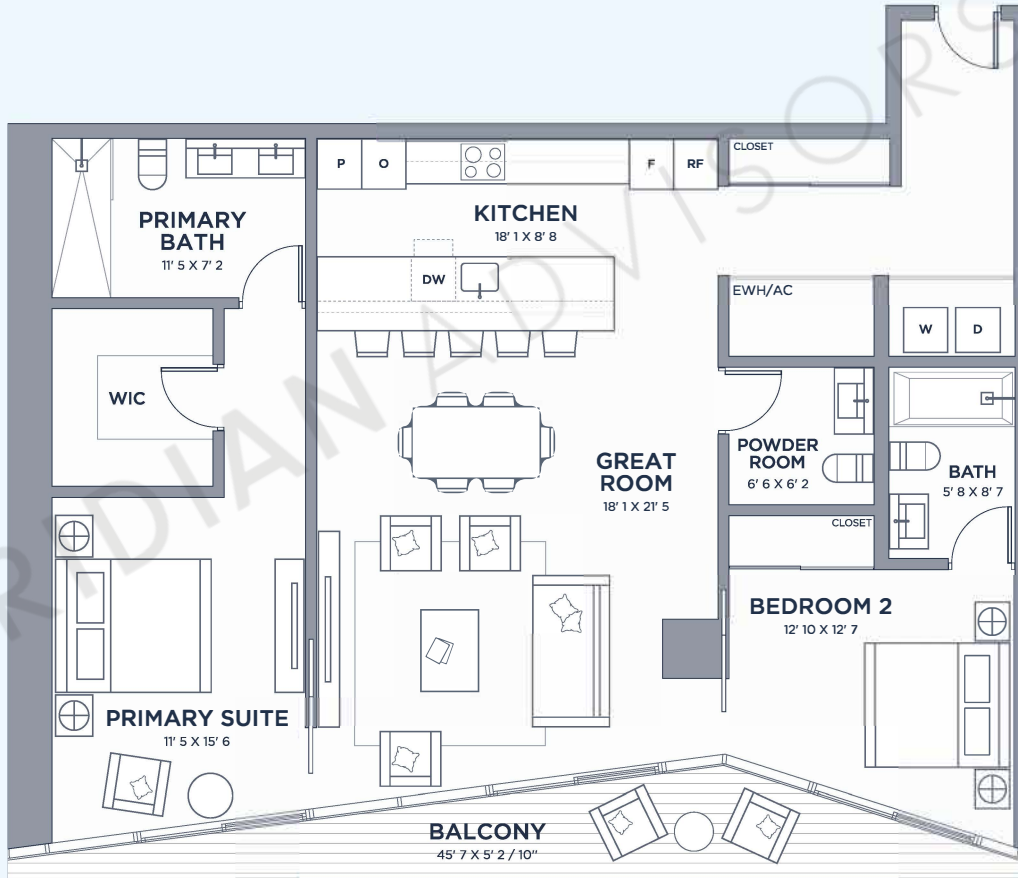 CLOSET
P
O
F
RF
PRIMARY
BATH
11' 5 X 7' 2
KITCHEN
18' 1 X 8' 8
DW
EWH/AC
W
D
WIC
POWDER
ROOM
6' 6 X 6' 2
GREAT
ROOM
18' 1 X 21' 5
BATH
5' 8 X 8' 7
CLOSET
BEDROOM 2
12' 10 X 12' 7
PRIMARY SUITE
11' 5 X 15' 6
BALCONY
45' 7 X 5' 2 / 10"
RIDIAN ADVISORS